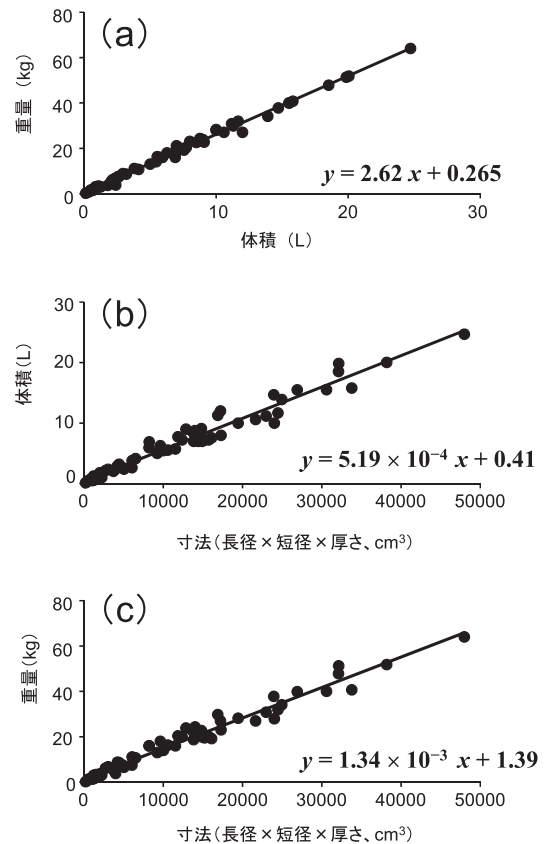 (a)
80
60
40
20
0
重量（kg）
y = 2.62 x + 0.265
0 10 20 30
体積（L）
(b)
30
20
10
0
体積(L)
y = 5.19 × 10⁻⁴ x + 0.41
0 10000 20000 30000 40000 50000
寸法（長径×短径×厚さ、cm³）
(c)
80
60
40
20
0
重量(kg)
y = 1.34 × 10⁻³ x + 1.39
0 10000 20000 30000 40000 50000
寸法（長径×短径×厚さ、cm³）